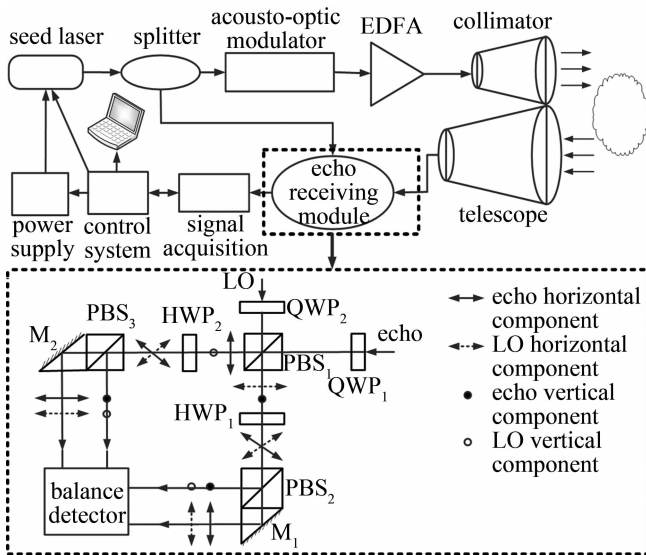 seed laser
splitter
acousto-optic
modulator
EDFA
collimator
echo
receiving
module
telescope
power
supply
control
system
signal
acquisition
LO
QWP₂
PBS₃
HWP₂
M₂
echo
PBS₁
QWP₁
HWP₁
PBS₂
M₁
balance
detector
echo horizontal
component
LO horizontal
component
echo vertical
component
LO vertical
component